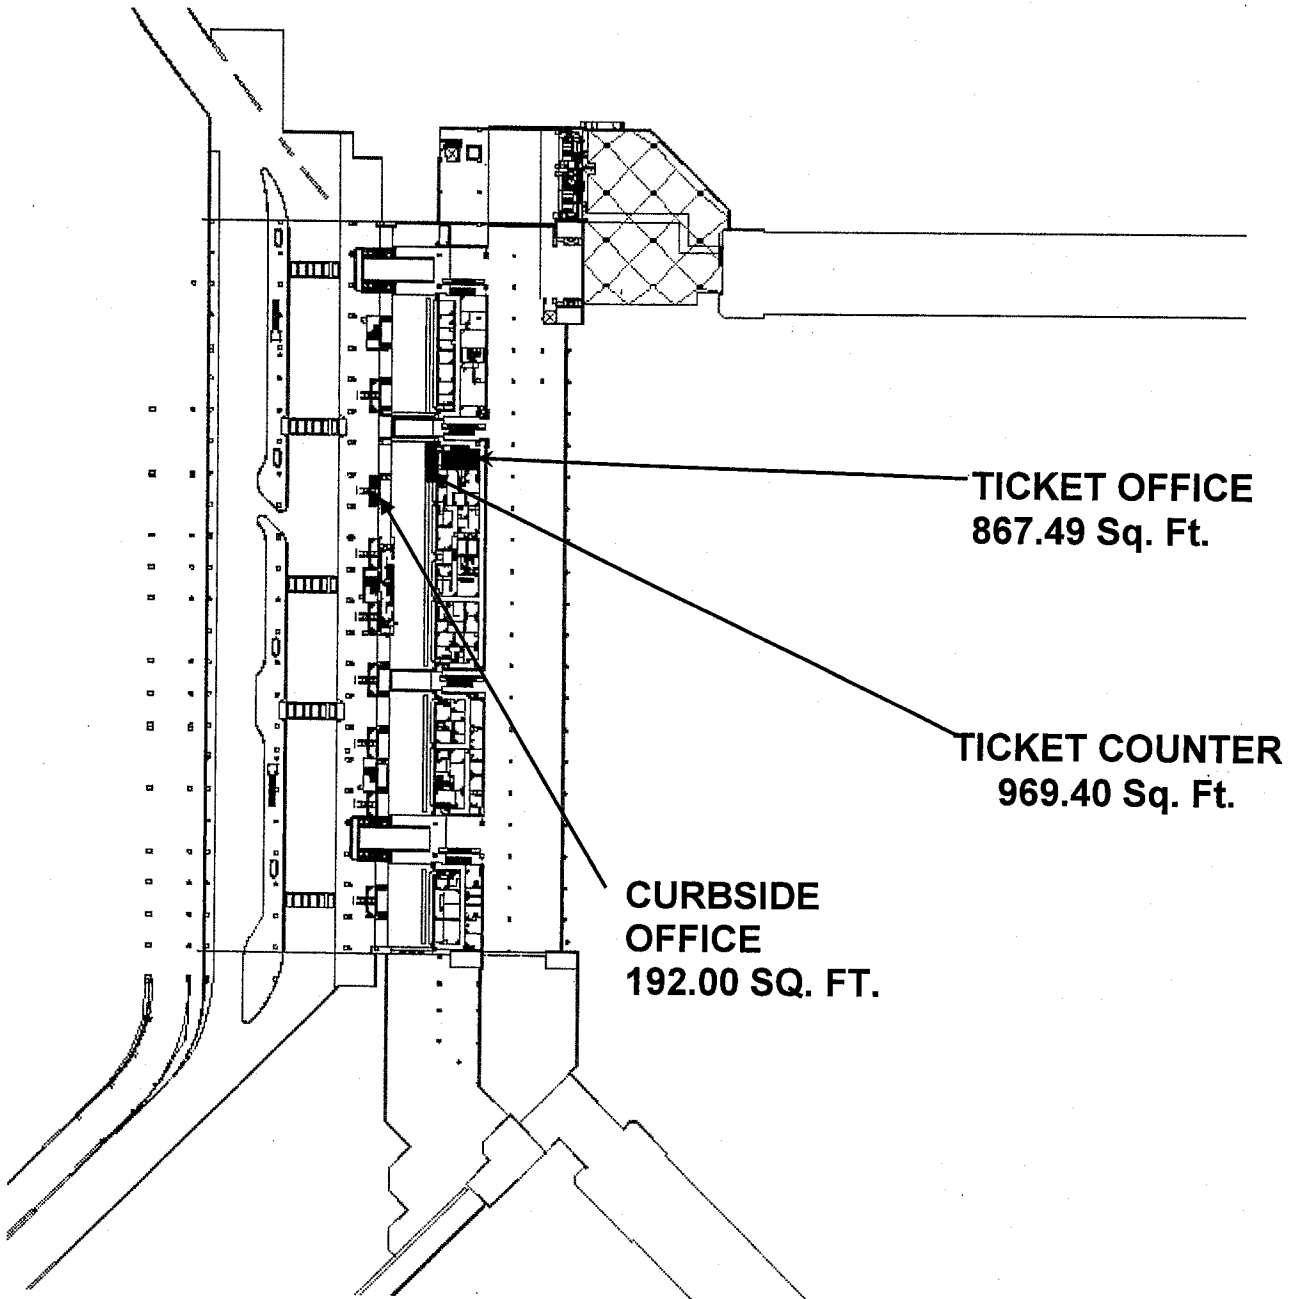 TICKET OFFICE
867.49 Sq. Ft.
TICKET COUNTER
969.40 Sq. Ft.
CURBSIDE
OFFICE
192.00 SQ. FT.